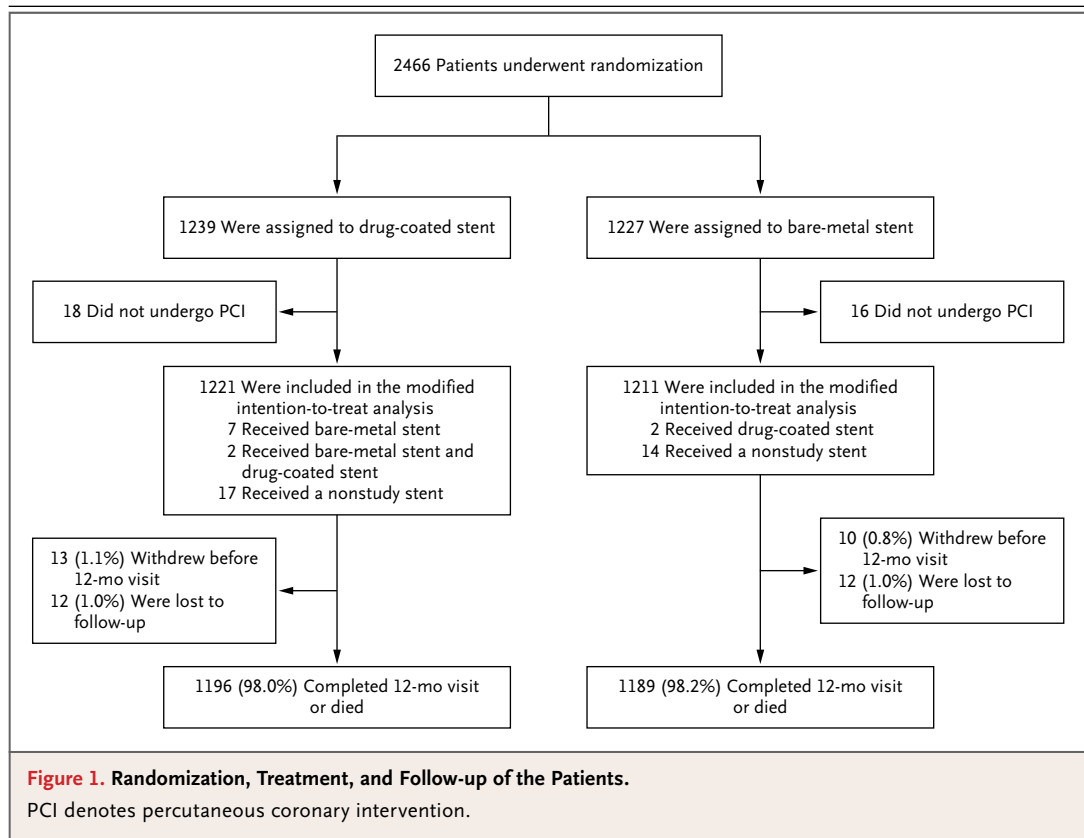 2466 Patients underwent randomization
1239 Were assigned to drug-coated stent
1227 Were assigned to bare-metal stent
18 Did not undergo PCI
16 Did not undergo PCI
1221 Were included in the modified
intention-to-treat analysis
7 Received bare-metal stent
2 Received bare-metal stent and
drug-coated stent
17 Received a nonstudy stent
1211 Were included in the modified
intention-to-treat analysis
2 Received drug-coated stent
14 Received a nonstudy stent
13 (1.1%) Withdrew before
12-mo visit
12 (1.0%) Were lost to
follow-up
10 (0.8%) Withdrew before
12-mo visit
12 (1.0%) Were lost to
follow-up
1196 (98.0%) Completed 12-mo visit
or died
1189 (98.2%) Completed 12-mo visit
or died
Figure 1. Randomization, Treatment, and Follow-up of the Patients.
PCI denotes percutaneous coronary intervention.